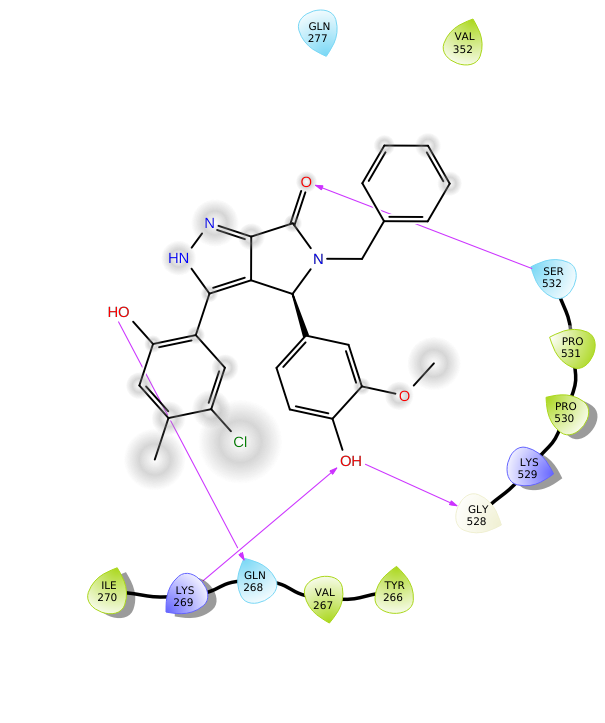 GLN
277
VAL
352
O
N
HN
N
SER
532
HO
PRO
531
O
PRO
530
Cl
OH
LYS
529
GLY
528
ILE
270
LYS
269
GLN
268
VAL
267
TYR
266